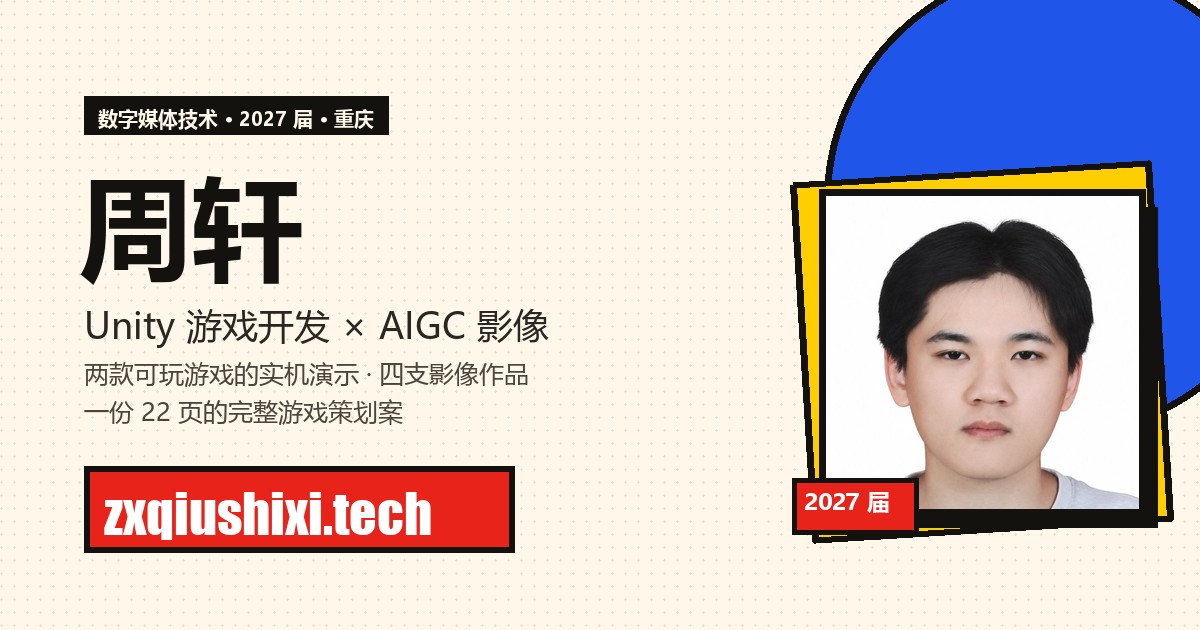 数字媒体技术 • 2027 届 • 重庆
周轩
Unity 游戏开发 × AIGC 影像
两款可玩游戏的实机演示 · 四支影像作品
一份 22 页的完整游戏策划案
zxqiushixi.tech
2027 届